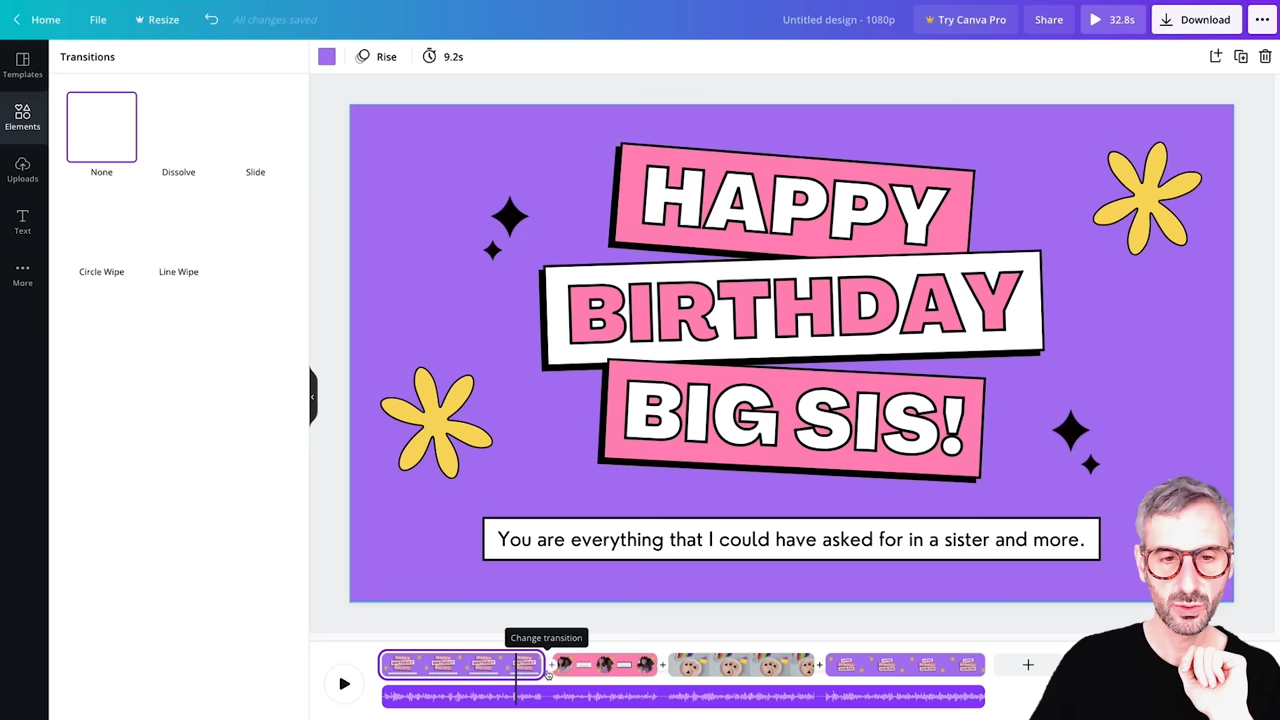 Home File Resize All changes saved Untitled design - 1080p Try Canva Pro Share 32.8s Download
Transitions Rise 9.2s
Templates
Elements
Uploads
Text
More
None Dissolve Slide
Circle Wipe Line Wipe
HAPPY
BIRTHDAY
BIG SIS!
You are everything that I could have asked for in a sister and more.
Change transition